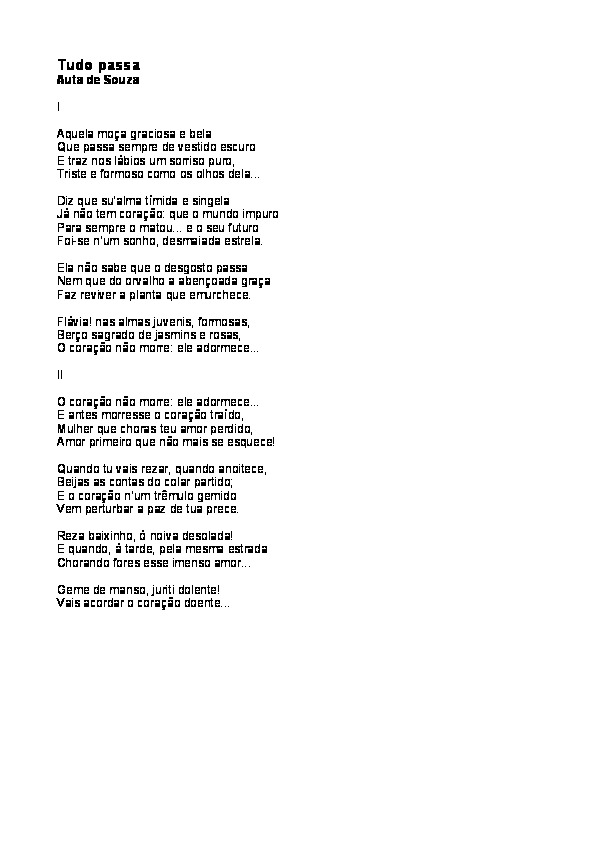 Tudo passa
Auta de Souza
I
Aquela moça graciosa e bela
Que passa sempre de vestido escuro
E traz nos lábios um sorriso puro,
Triste e formoso como os olhos dela...
Diz que su'alma tímida e singela
Já não tem coração: que o mundo impuro
Para sempre o matou... e o seu futuro
Foi-se n'um sonho, desmaiada estrela.
Ela não sabe que o desgosto passa
Nem que do orvalho a abençoada graça
Faz reviver a planta que emurchece.
Flávia! nas almas juvenis, formosas,
Berço sagrado de jasmins e rosas,
O coração não morre: ele adormece...
II
O coração não morre: ele adormece...
E antes morresse o coração traído,
Mulher que choras teu amor perdido,
Amor primeiro que não mais se esquece!
Quando tu vais rezar, quando anoitece,
Beijas as contas do colar partido;
E o coração n'um trêmulo gemido
Vem perturbar a paz de tua prece.
Reza baixinho, ó noiva desolada!
E quando, á tarde, pela mesma estrada
Chorando fores esse imenso amor...
Geme de manso, juriti dolente!
Vais acordar o coração doente...